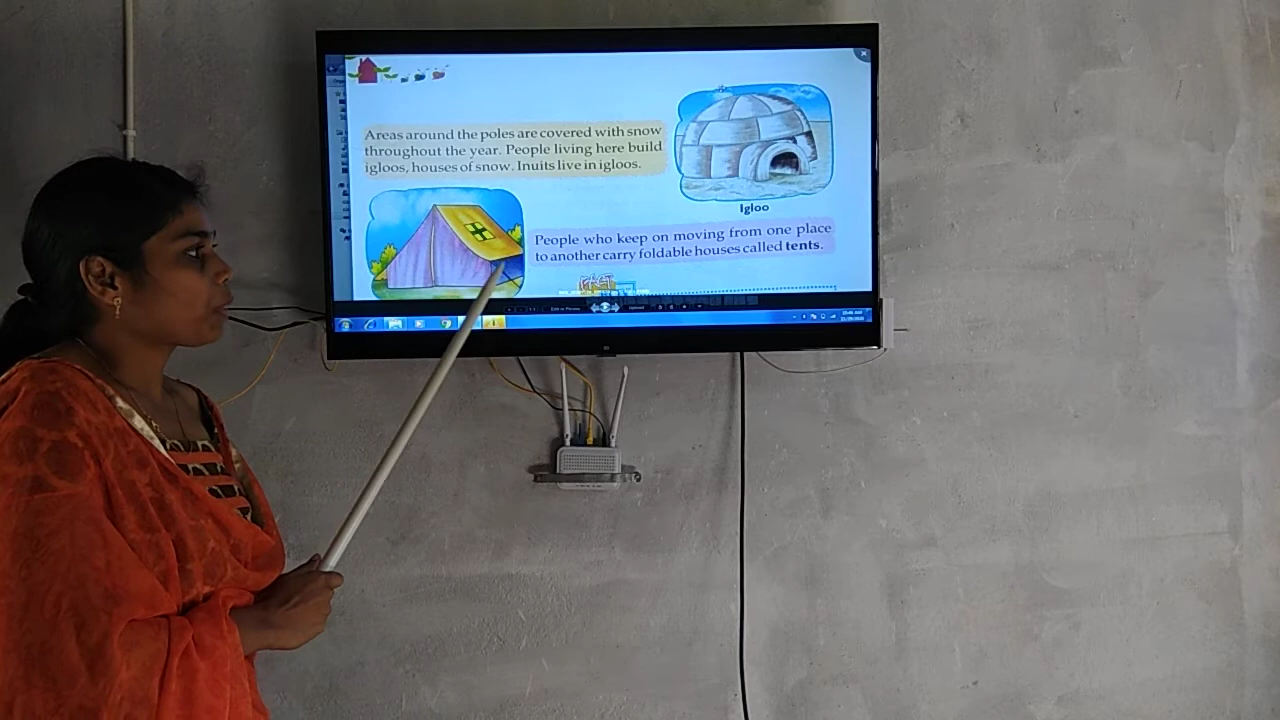 Areas around the poles are covered with snow
throughout the year. People living here build
igloos, houses of snow. Inuits live in igloos.
Igloo
People who keep on moving from one place
to another carry foldable houses called tents.
FACT